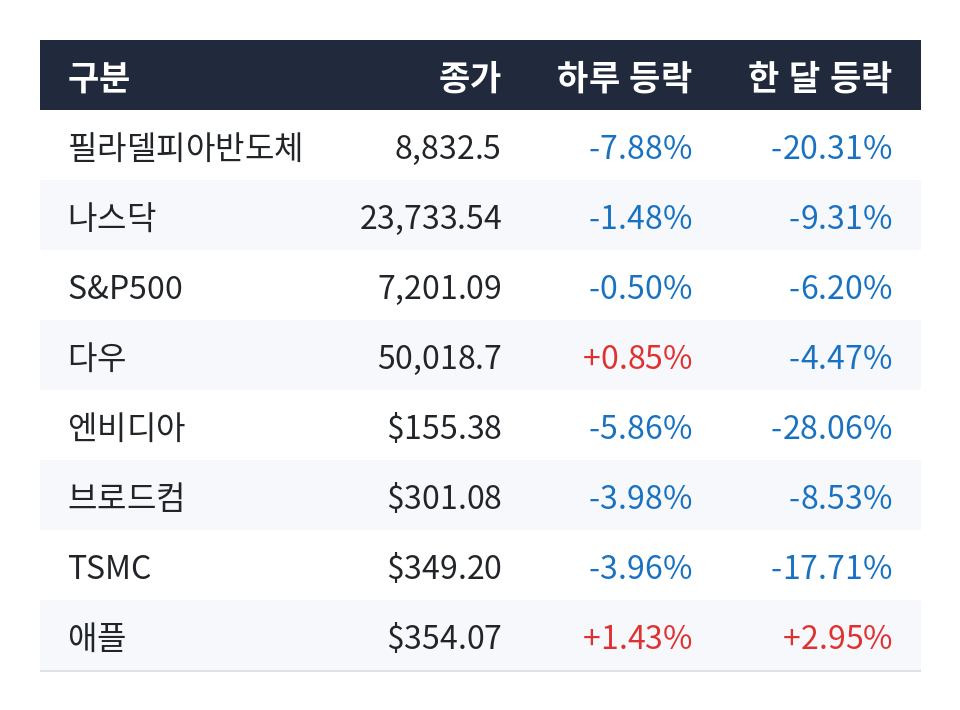 구분 종가 하루 등락 한 달 등락
필라델피아반도체 8,832.5 -7.88% -20.31%
나스닥 23,733.54 -1.48% -9.31%
S&P500 7,201.09 -0.50% -6.20%
다우 50,018.7 +0.85% -4.47%
엔비디아 $155.38 -5.86% -28.06%
브로드컴 $301.08 -3.98% -8.53%
TSMC $349.20 -3.96% -17.71%
애플 $354.07 +1.43% +2.95%